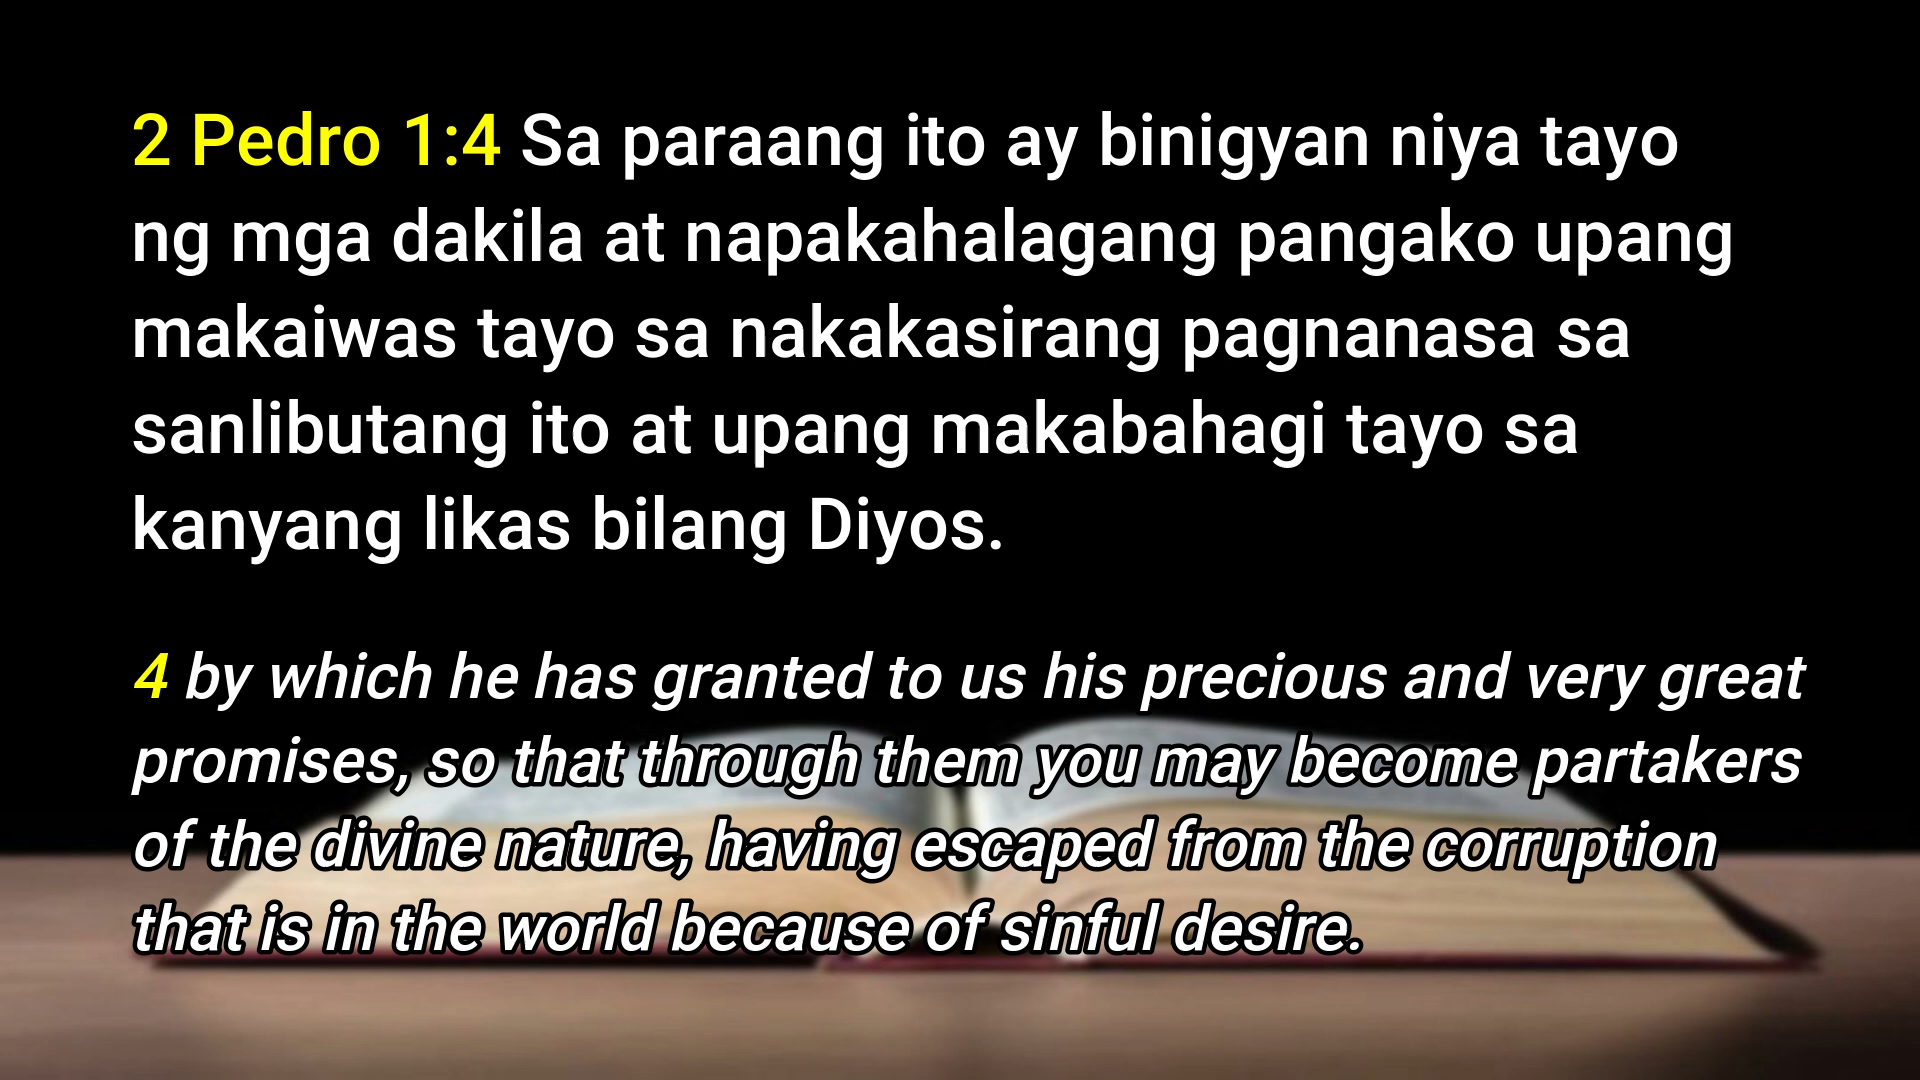 2 Pedro 1:4 Sa paraang ito ay binigyan niya tayo
ng mga dakila at napakahalagang pangako upang
makaiwas tayo sa nakakasirang pagnanasa sa
sanlibutang ito at upang makabahagi tayo sa
kanyang likas bilang Diyos.
4 by which he has granted to us his precious and very great
promises, so that through them you may become partakers
of the divine nature, having escaped from the corruption
that is in the world because of sinful desire.